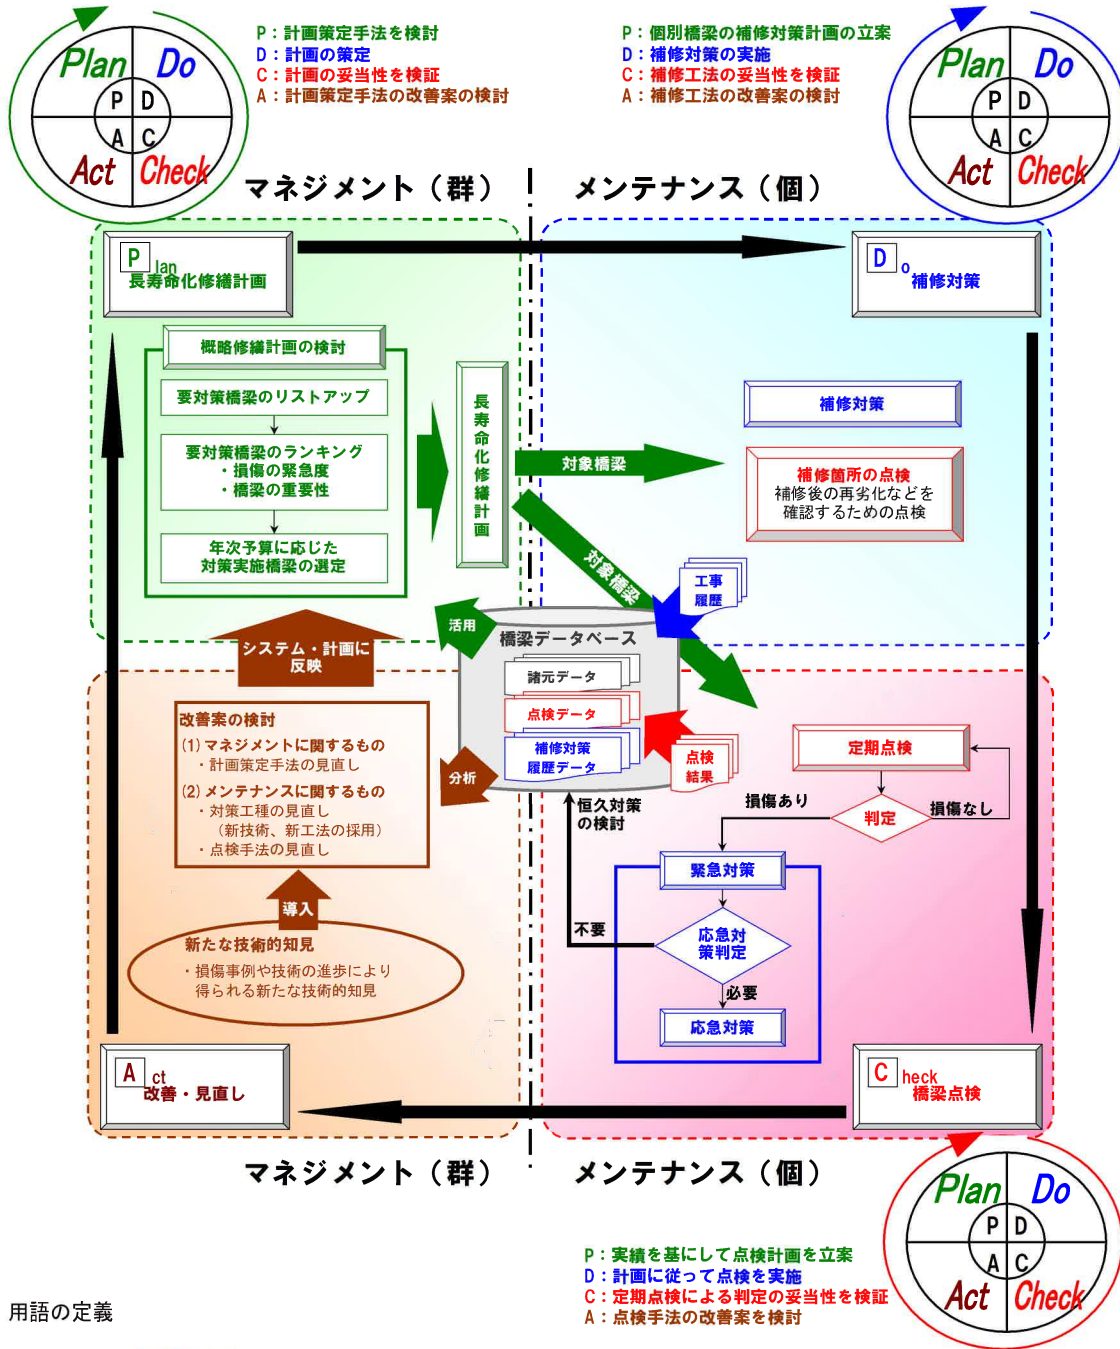 Plan Do
P D
A C
Act Check
P：計画策定手法を検討
D：計画の策定
C：計画の妥当性を検証
A：計画策定手法の改善案の検討
P：個別橋梁の補修対策計画の立案
D：補修対策の実施
C：補修工法の妥当性を検証
A：補修工法の改善案の検討
Plan Do
P D
A C
Act Check
マネジメント（群）
メンテナンス（個）
Plan
長寿命化修繕計画
Do
補修対策
概略修繕計画の検討
要対策橋梁のリストアップ
要対策橋梁のランキング
・損傷の緊急度
・橋梁の重要性
年次予算に応じた
対策実施橋梁の選定
長寿命化修繕計画
対象橋梁
対象橋梁
補修対策
補修箇所の点検
補修後の再劣化などを
確認するための点検
工事
履歴
活用
橋梁データベース
諸元データ
点検データ
補修対策
履歴データ
点検
結果
分析
システム・計画に
反映
改善案の検討
(1) マネジメントに関するもの
・計画策定手法の見直し
(2) メンテナンスに関するもの
・対策工種の見直し
（新技術、新工法の採用）
・点検手法の見直し
導入
新たな技術的知見
・損傷事例や技術の進歩により
得られる新たな技術的知見
定期点検
判定
損傷あり
損傷なし
恒久対策
の検討
緊急対策
応急対
策判定
不要
必要
応急対策
Act
改善・見直し
Check
橋梁点検
マネジメント（群）
メンテナンス（個）
P：実績を基にして点検計画を立案
D：計画に従って点検を実施
C：定期点検による判定の妥当性を検証
A：点検手法の改善案を検討
Plan Do
P D
A C
Act Check
用語の定義